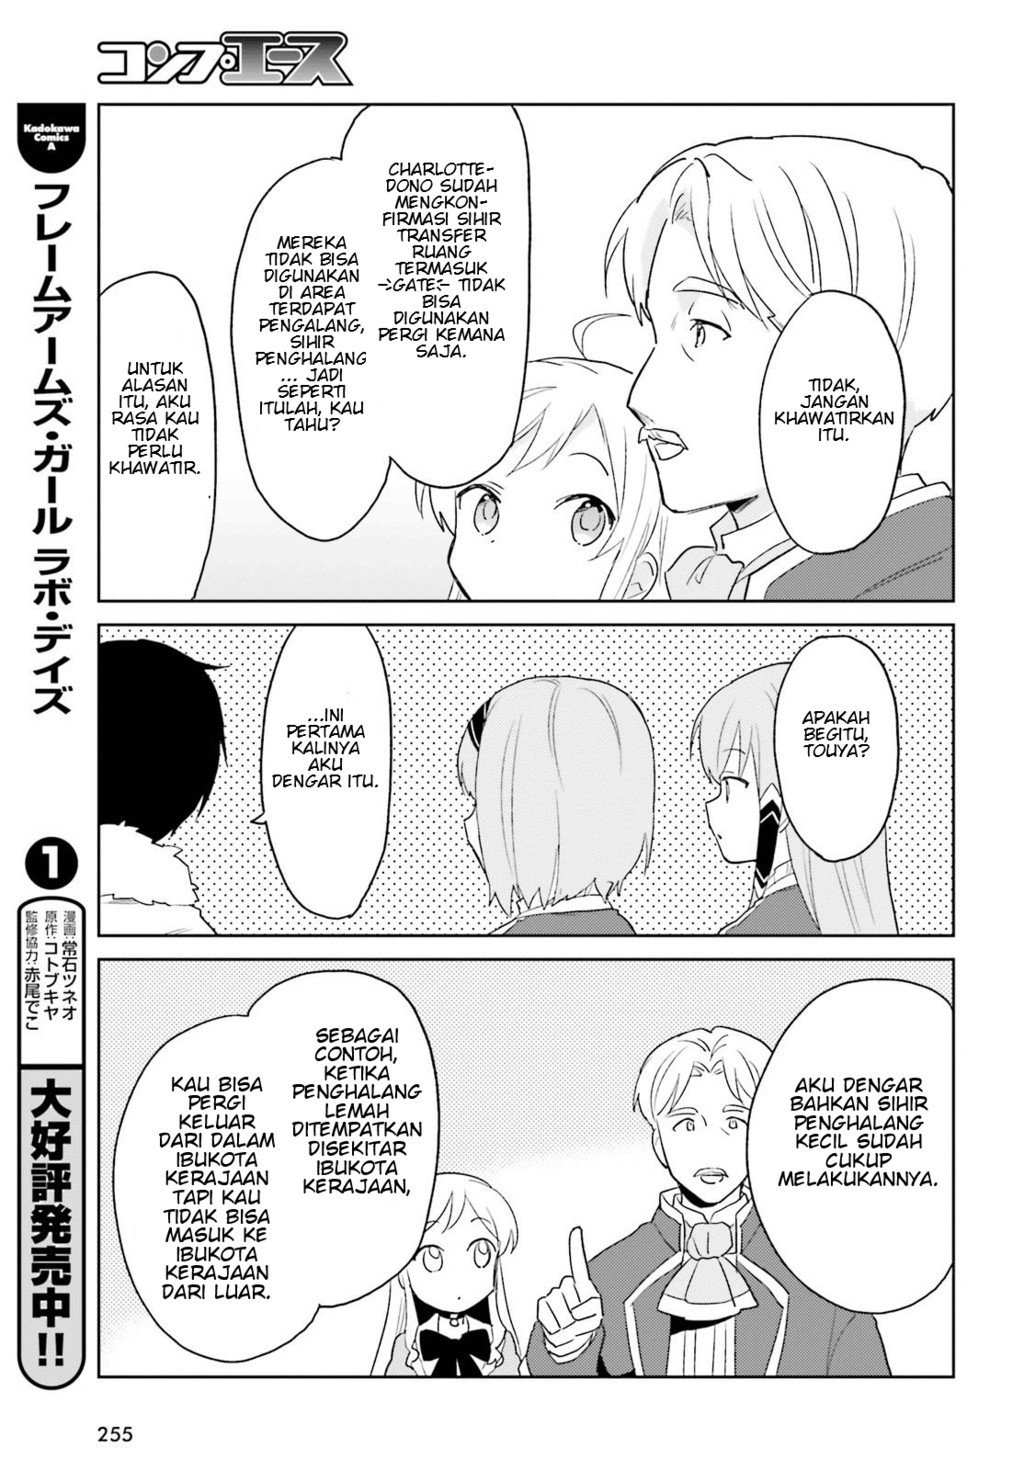 コンプ・エース
Kadokawa
Comics
A
フレームアームズ・ガール ラボ・デイズ
1
漫画:常石ツネオ
原作:コトブキヤ
監修協力:赤尾でこ
大好評発売中!!
TIDAK,
JANGAN
KHAWATIRKAN
ITU.
CHARLOTTE-
DONO SUDAH
MENGKON-
FIRMASI SIHIR
TRANSFER
RUANG
TERMASUK
->GATE<- TIDAK
BISA
DIGUNAKAN
PERGI KEMANA
SAJA.
MEREKA
TIDAK BISA
DIGUNAKAN
DI AREA
TERDAPAT
PENGALANG,
SIHIR
PENGHALANG
... JADI
SEPERTI
ITULAH, KAU
TAHU?
UNTUK
ALASAN
ITU, AKU
RASA KAU
TIDAK
PERLU
KHAWATIR.
APAKAH
BEGITU,
TOUYA?
...INI
PERTAMA
KALINYA
AKU
DENGAR ITU.
AKU DENGAR
BAHKAN SIHIR
PENGHALANG
KECIL SUDAH
CUKUP
MELAKUKANNYA.
SEBAGAI
CONTOH,
KETIKA
PENGHALANG
LEMAH
DITEMPATKAN
DISEKITAR
IBUKOTA
KERAJAAN,
KAU BISA
PERGI
KELUAR
DARI DALAM
IBUKOTA
KERAJAAN
TAPI KAU
TIDAK BISA
MASUK KE
IBUKOTA
KERAJAAN
DARI LUAR.
255